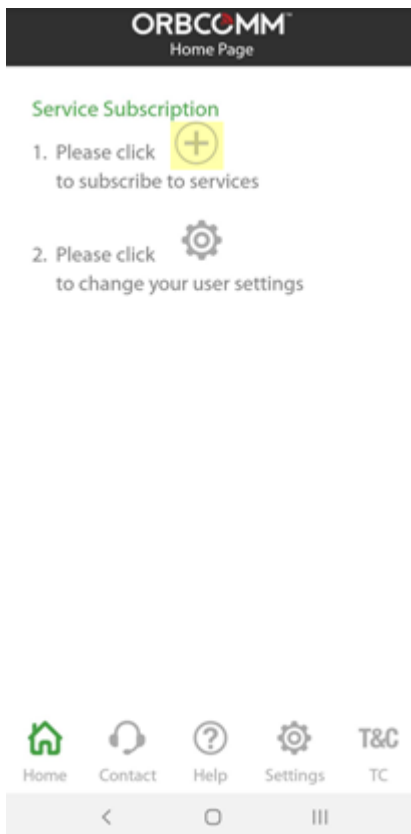 ORBCOMM™
Home Page
Service Subscription
1. Please click
to subscribe to services
2. Please click
to change your user settings
T&C
Home Contact Help Settings TC